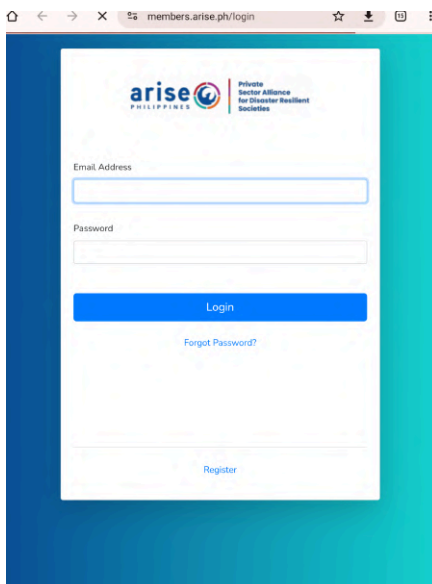 members.arise.ph/login
15
arise
PHILIPPINES
Private
Sector Alliance
for Disaster Resilient
Societies
Email Address
Password
Login
Forgot Password?
Register